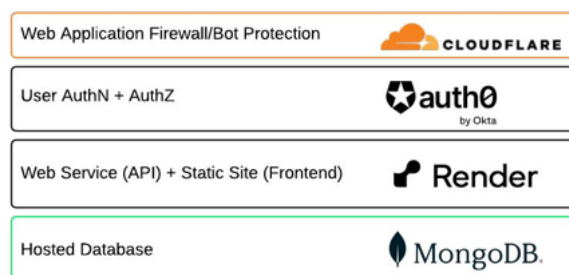 Web Application Firewall/Bot Protection
CLOUDFLARE
User AuthN + AuthZ
auth0
by Okta
Web Service (API) + Static Site (Frontend)
Render
Hosted Database
MongoDB.